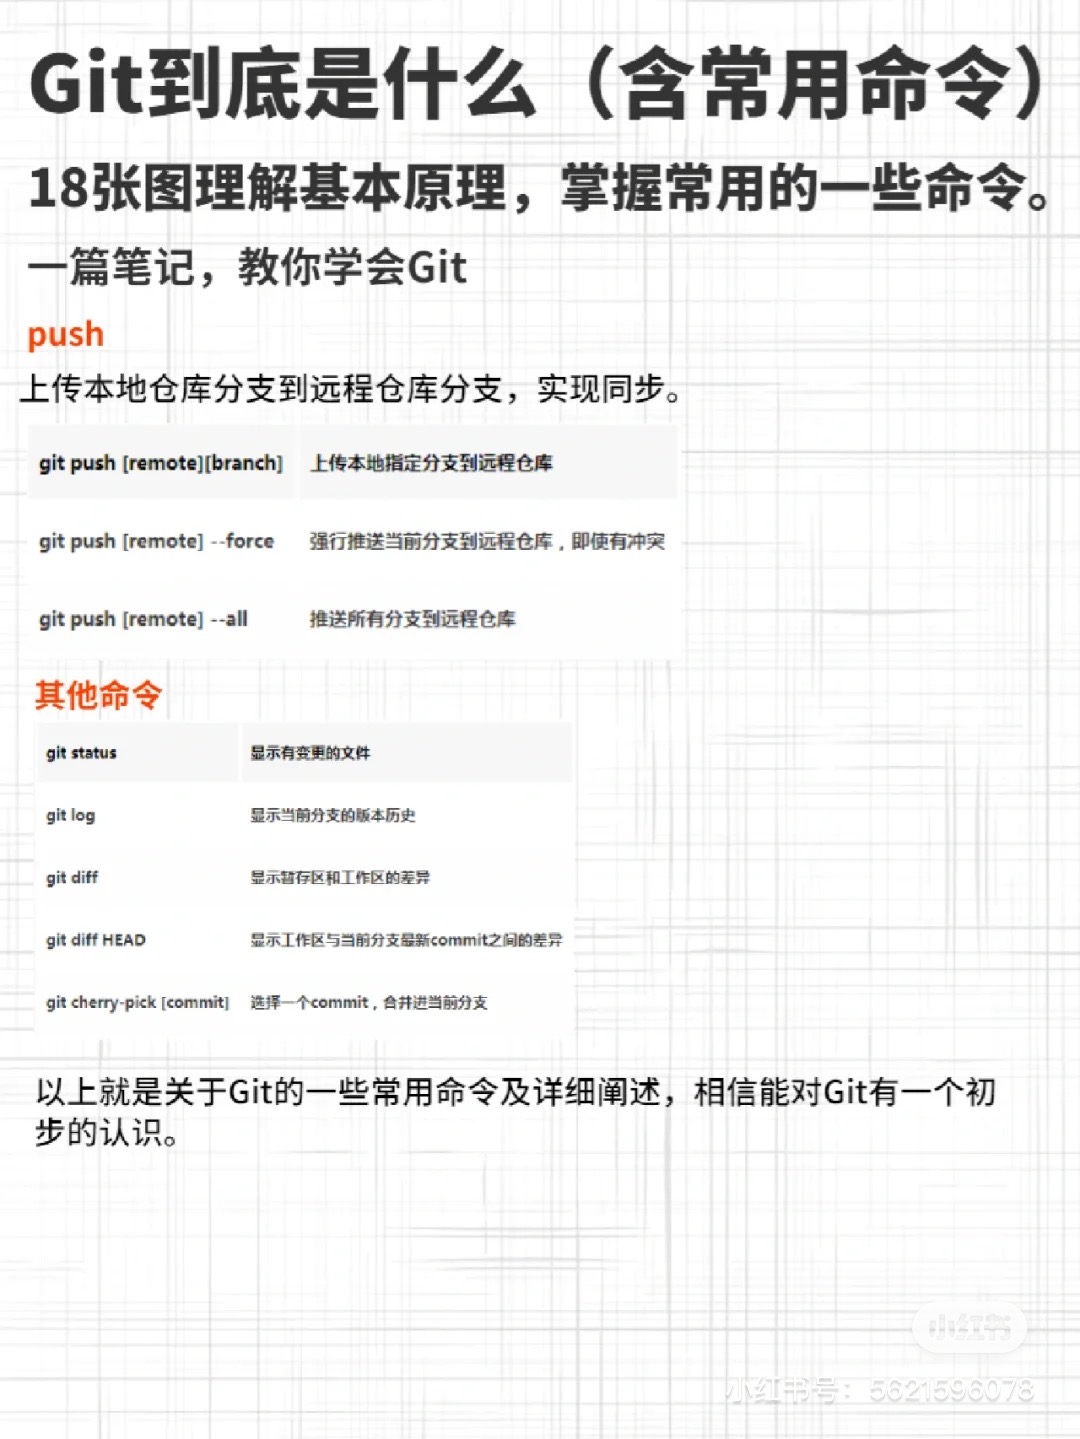 Git到底是什么（含常用命令）
18张图理解基本原理，掌握常用的一些命令。
一篇笔记，教你学会Git
push
上传本地仓库分支到远程仓库分支，实现同步。
git push [remote][branch] 上传本地指定分支到远程仓库
git push [remote] --force 强行推送当前分支到远程仓库，即使有冲突
git push [remote] --all 推送所有分支到远程仓库
其他命令
git status 显示有变更的文件
git log 显示当前分支的版本历史
git diff 显示暂存区和工作区的差异
git diff HEAD 显示工作区与当前分支最新commit之间的差异
git cherry-pick [commit] 选择一个commit，合并进当前分支
以上就是关于Git的一些常用命令及详细阐述，相信能对Git有一个初
步的认识。
小红书
小红书号：5621596078